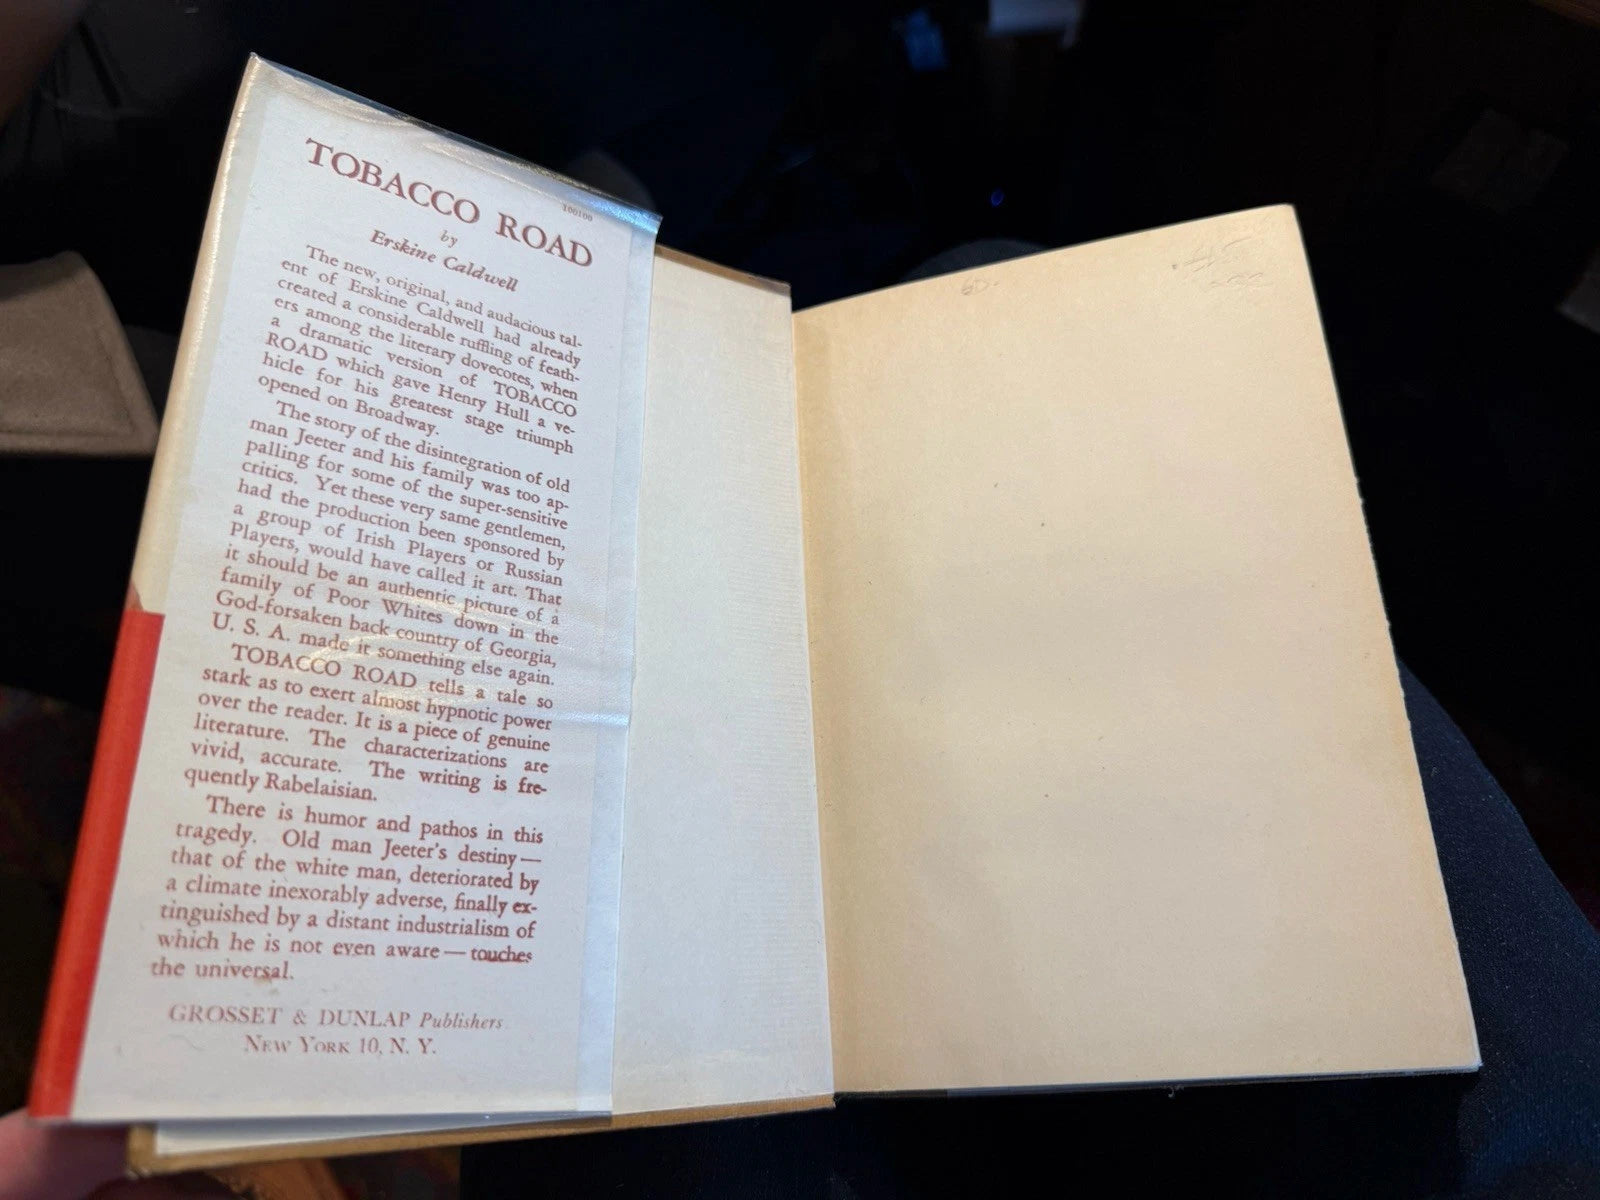 TOBACCO ROAD
100100
by
Erskine Caldwell
The new, original, and audacious tal-
ent of Erskine Caldwell had already
created a considerable ruffling of feath-
ers among the literary dovecotes, when
a dramatic version of TOBACCO
ROAD which gave Henry Hull a ve-
hicle for his greatest stage triumph
opened on Broadway.
The story of the disintegration of old
man Jeeter and his family was too ap-
palling for some of the super-sensitive
critics. Yet these very same gentlemen,
had the production been sponsored by
a group of Irish Players or Russian
Players, would have called it art. That
it should be an authentic picture of a
family of Poor Whites down in the
God-forsaken back country of Georgia,
U. S. A. made it something else again.
TOBACCO ROAD tells a tale so
stark as to exert almost hypnotic power
over the reader. It is a piece of genuine
literature. The characterizations are
vivid, accurate. The writing is fre-
quently Rabelaisian.
There is humor and pathos in this
tragedy. Old man Jeeter's destiny—
that of the white man, deteriorated by
a climate inexorably adverse, finally ex-
tinguished by a distant industrialism of
which he is not even aware — touches
the universal.
GROSSET & DUNLAP Publishers
NEW YORK 10, N. Y.